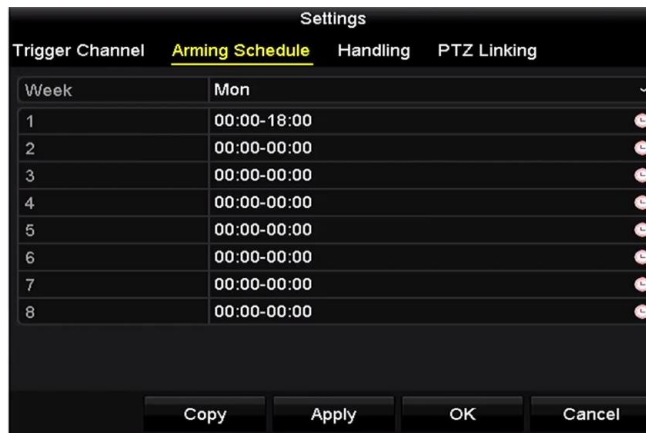 Settings
Trigger Channel Arming Schedule Handling PTZ Linking
Week Mon
1 00:00-18:00
2 00:00-00:00
3 00:00-00:00
4 00:00-00:00
5 00:00-00:00
6 00:00-00:00
7 00:00-00:00
8 00:00-00:00
Copy Apply OK Cancel